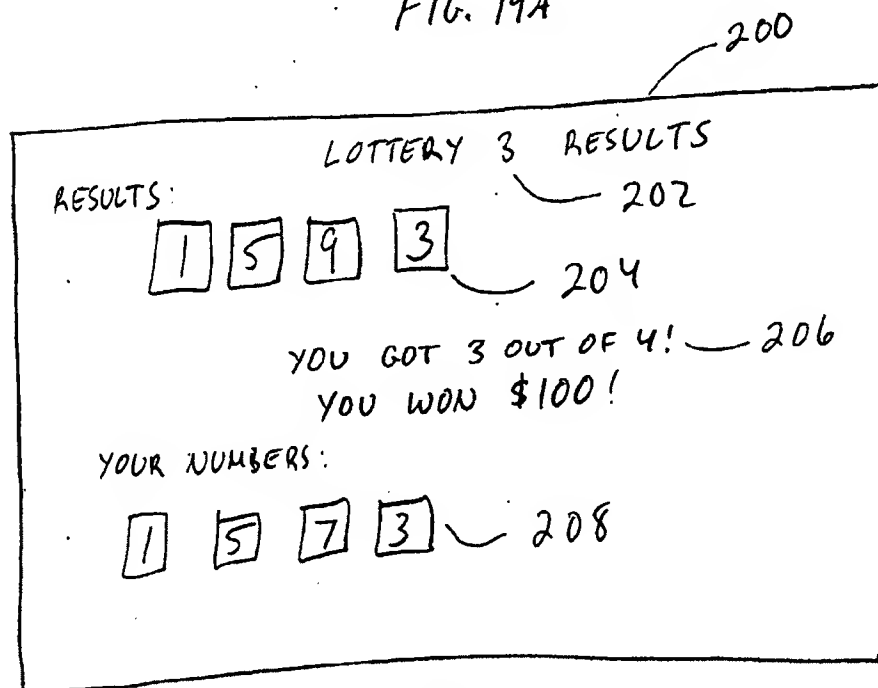 FIG. 19A
200
LOTTERY 3 RESULTS
202
RESULTS:
1 5 9 3
204
YOU GOT 3 OUT OF 4! 206
YOU WON $100!
YOUR NUMBERS:
1 5 7 3 208